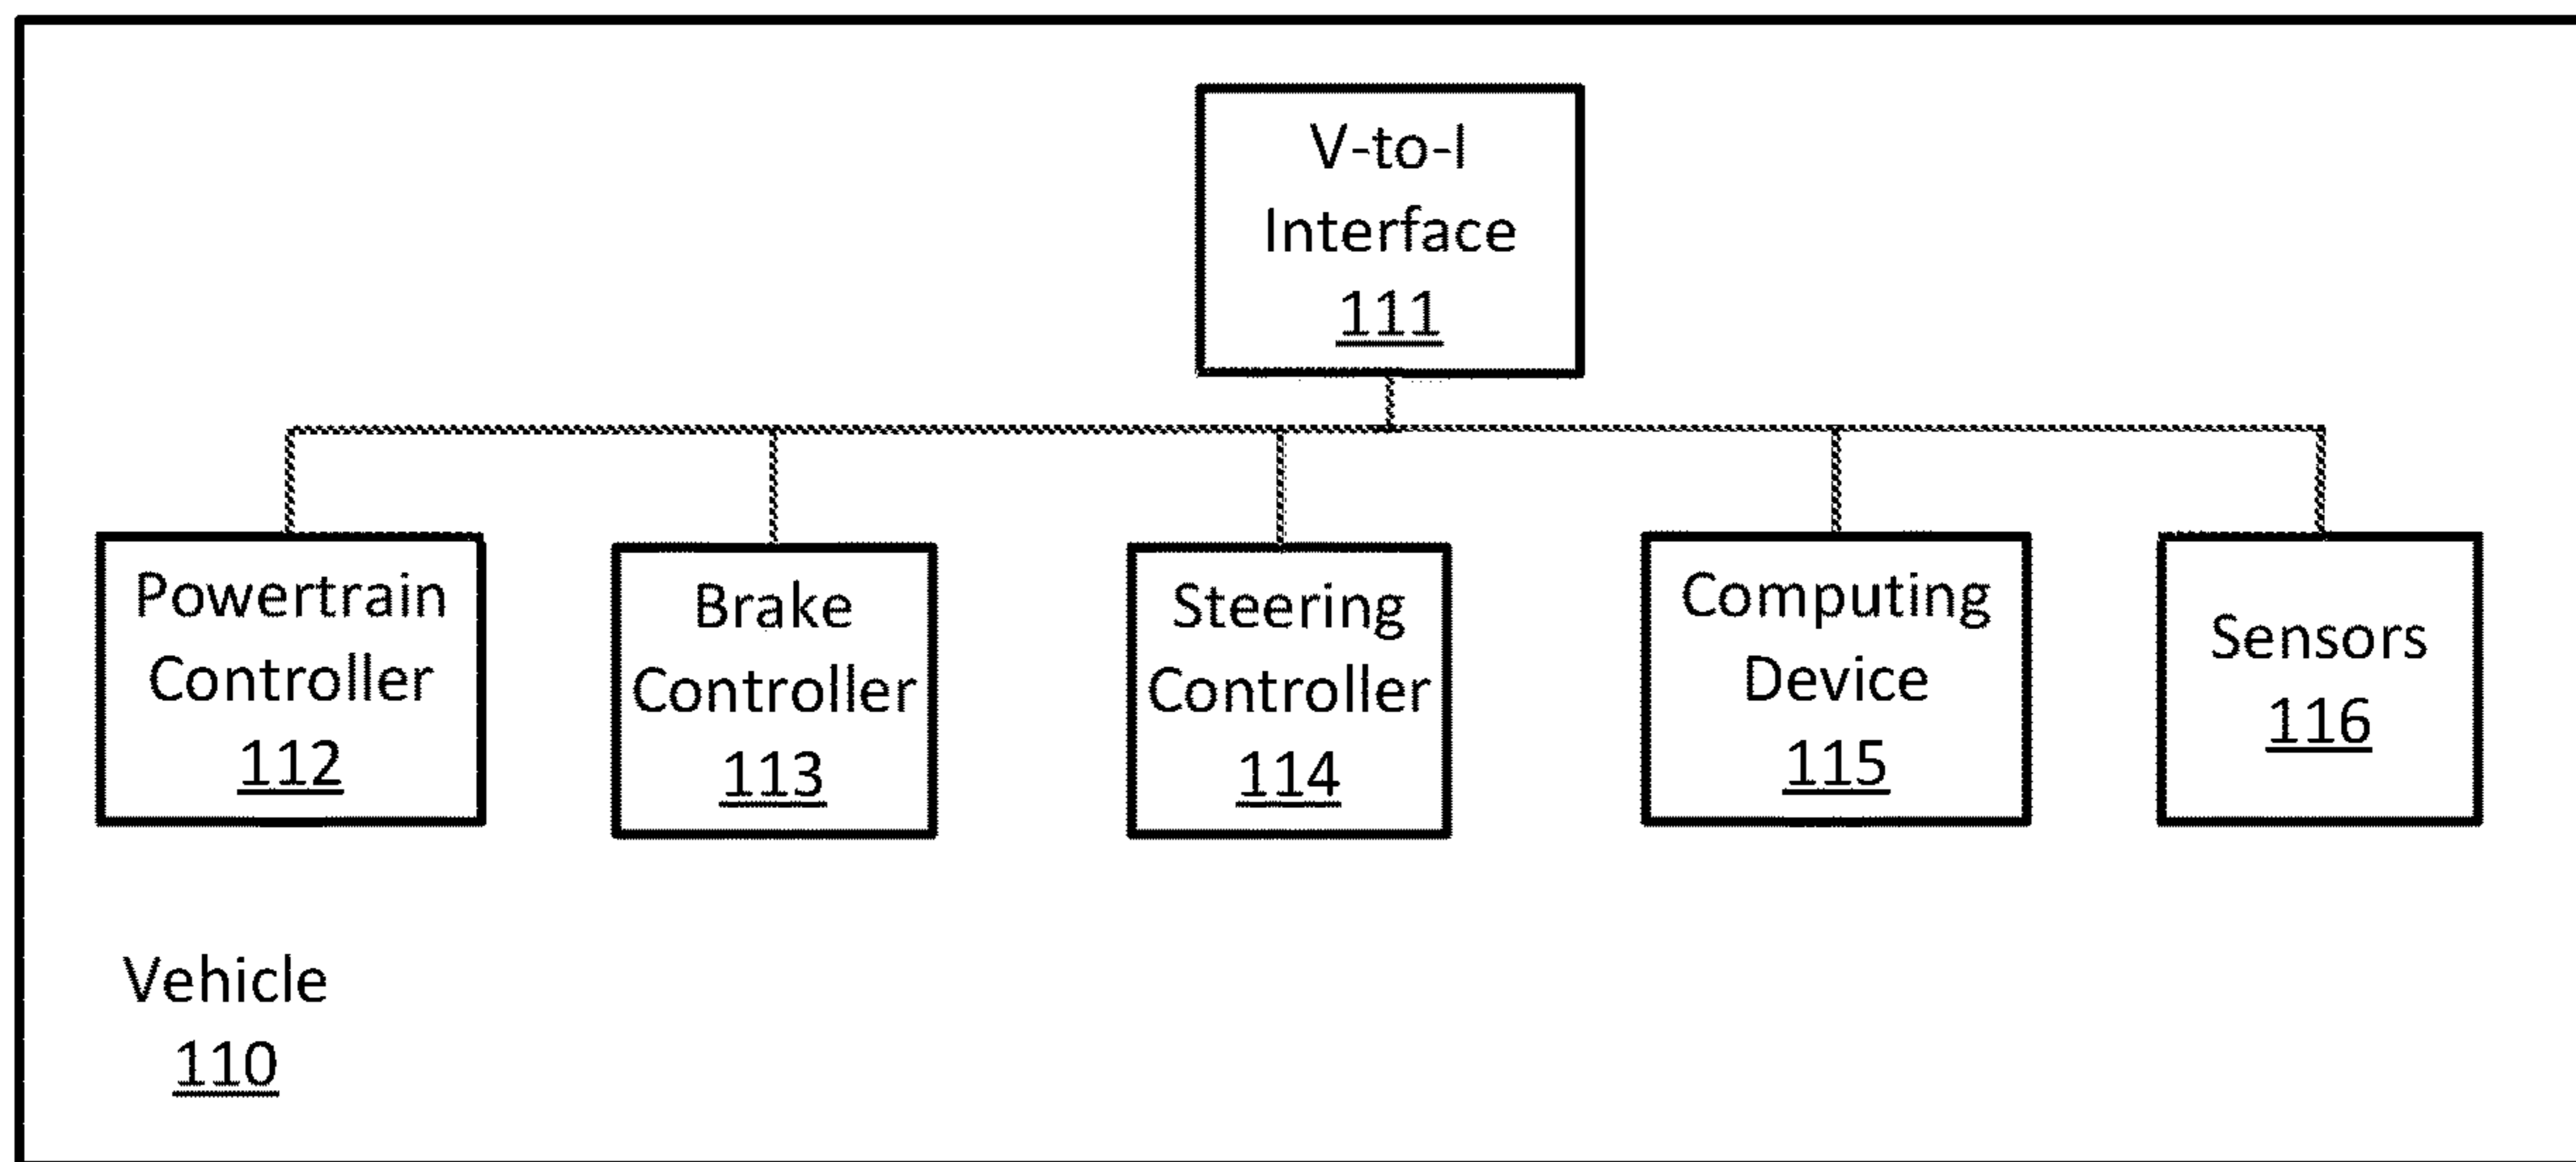 V-to-I
Interface
111
Powertrain
Controller
112
Brake
Controller
113
Steering
Controller
114
Computing
Device
115
Sensors
116
Vehicle
110